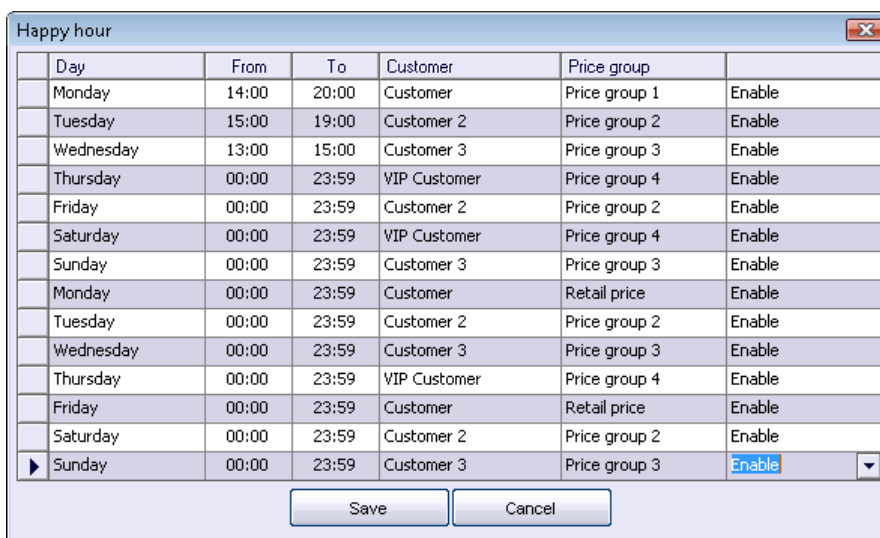 Happy hour
Day From To Customer Price group
Monday 14:00 20:00 Customer Price group 1 Enable
Tuesday 15:00 19:00 Customer 2 Price group 2 Enable
Wednesday 13:00 15:00 Customer 3 Price group 3 Enable
Thursday 00:00 23:59 VIP Customer Price group 4 Enable
Friday 00:00 23:59 Customer 2 Price group 2 Enable
Saturday 00:00 23:59 VIP Customer Price group 4 Enable
Sunday 00:00 23:59 Customer 3 Price group 3 Enable
Monday 00:00 23:59 Customer Retail price Enable
Tuesday 00:00 23:59 Customer 2 Price group 2 Enable
Wednesday 00:00 23:59 Customer 3 Price group 3 Enable
Thursday 00:00 23:59 VIP Customer Price group 4 Enable
Friday 00:00 23:59 Customer Retail price Enable
Saturday 00:00 23:59 Customer 2 Price group 2 Enable
Sunday 00:00 23:59 Customer 3 Price group 3 Enable
Save Cancel